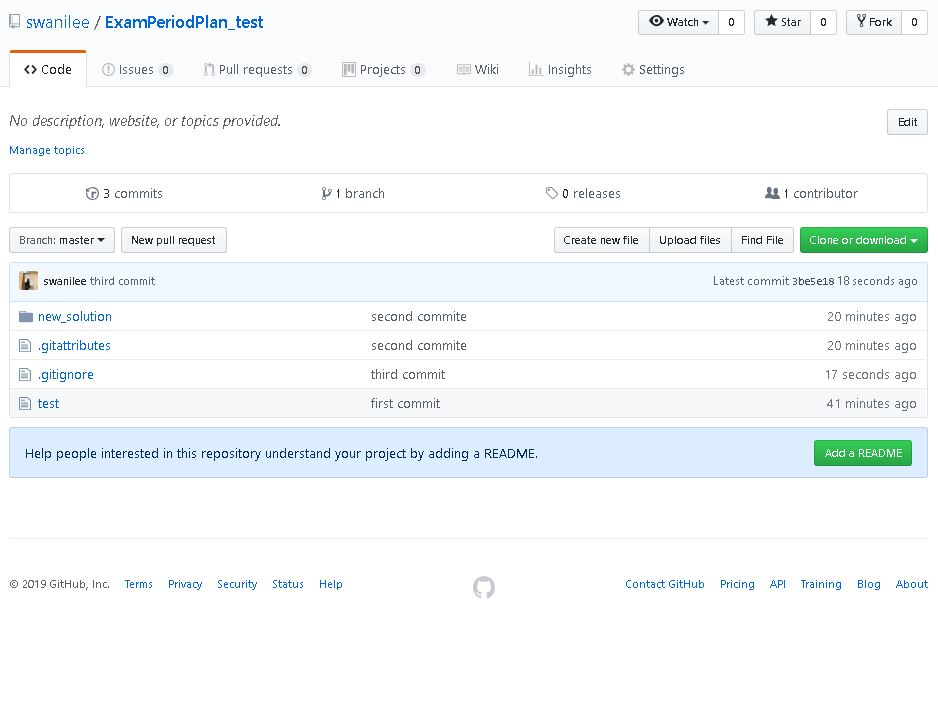 swanilee / ExamPeriodPlan_test
Watch 0 Star 0 Fork 0
Code Issues 0 Pull requests 0 Projects 0 Wiki Insights Settings
No description, website, or topics provided. Edit
Manage topics
3 commits 1 branch 0 releases 1 contributor
Branch: master New pull request Create new file Upload files Find File Clone or download
swanilee third commit Latest commit 3be5e18 18 seconds ago
new_solution second commite 20 minutes ago
.gitattributes second commite 20 minutes ago
.gitignore third commit 17 seconds ago
test first commit 41 minutes ago
Help people interested in this repository understand your project by adding a README. Add a README
© 2019 GitHub, Inc. Terms Privacy Security Status Help Contact GitHub Pricing API Training Blog About